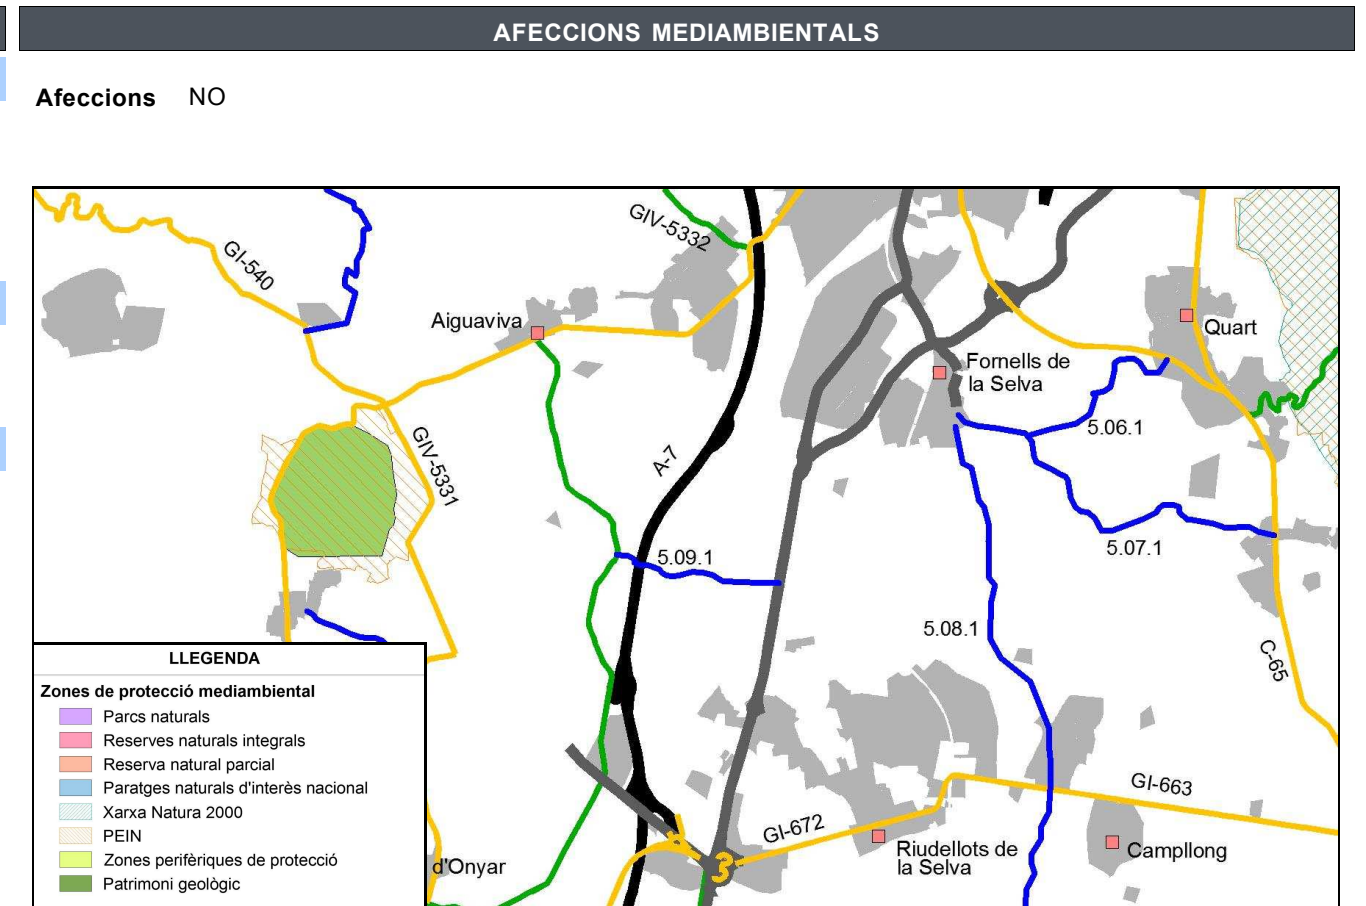 AFECCIONS MEDIAMBIENTALS
Afeccions NO
GIV-5332
GI-540
Aiguaviva
Quart
Fornells de
la Selva
5.06.1
GIV-5331
A-7
5.07.1
5.09.1
5.08.1
C-65
GI-663
GI-672
Riudellots de
la Selva
Campllong
d'Onyar
LLEGENDA
Zones de protecció mediambiental
Parcs naturals
Reserves naturals integrals
Reserva natural parcial
Paratges naturals d'interès nacional
Xarxa Natura 2000
PEIN
Zones perifèriques de protecció
Patrimoni geològic